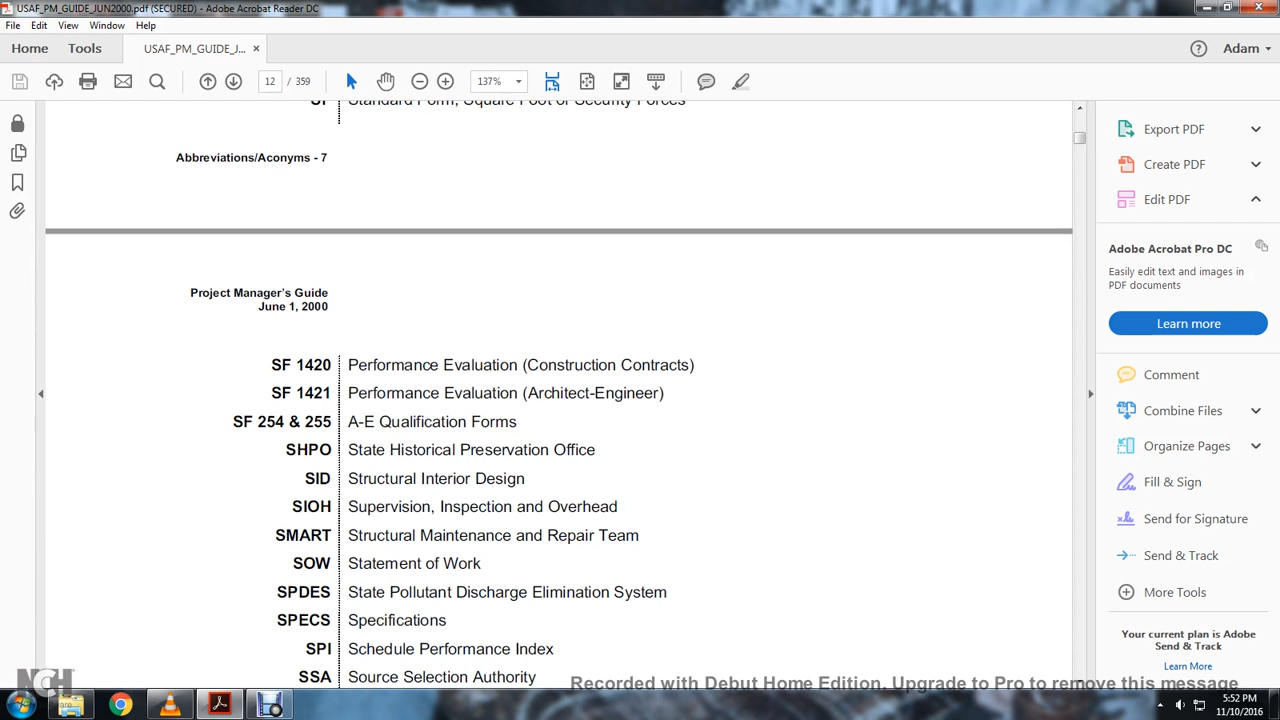 USAF_PM_GUIDE_JUN2000.pdf (SECURED) - Adobe Acrobat Reader DC
File Edit View Window Help
Home Tools USAF_PM_GUIDE_J... × Adam
12 / 359 137%
SF Standard Form, Square Foot or Security Forces
Abbreviations/Aconyms - 7
Project Manager's Guide
June 1, 2000
SF 1420 Performance Evaluation (Construction Contracts)
SF 1421 Performance Evaluation (Architect-Engineer)
SF 254 & 255 A-E Qualification Forms
SHPO State Historical Preservation Office
SID Structural Interior Design
SIOH Supervision, Inspection and Overhead
SMART Structural Maintenance and Repair Team
SOW Statement of Work
SPDES State Pollutant Discharge Elimination System
SPECS Specifications
SPI Schedule Performance Index
SSA Source Selection Authority
Export PDF
Create PDF
Edit PDF
Adobe Acrobat Pro DC
Easily edit text and images in
PDF documents
Learn more
Comment
Combine Files
Organize Pages
Fill & Sign
Send for Signature
Send & Track
More Tools
Your current plan is Adobe
Send & Track
Learn More
NCH
Recorded with Debut Home Edition, Upgrade to Pro to remove this message
5:52 PM
11/10/2016